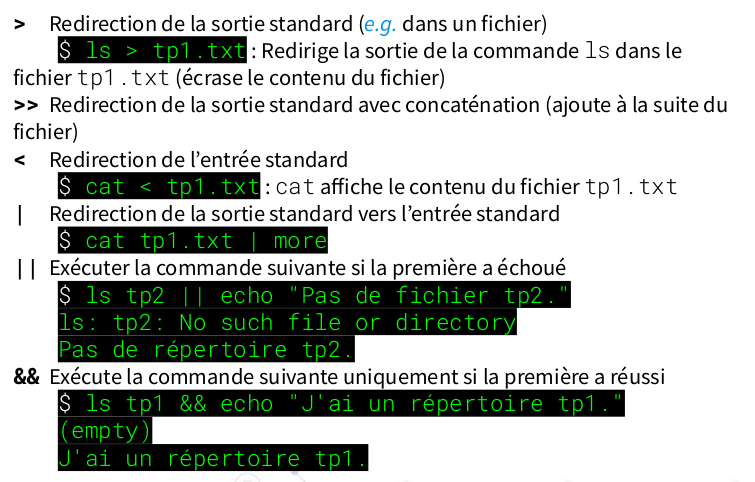 > Redirection de la sortie standard (e.g. dans un fichier)
$ ls > tp1.txt : Redirige la sortie de la commande ls dans le
fichier tp1.txt (écrase le contenu du fichier)
>> Redirection de la sortie standard avec concaténation (ajoute à la suite du
fichier)
< Redirection de l’entrée standard
$ cat < tp1.txt : cat affiche le contenu du fichier tp1.txt
| Redirection de la sortie standard vers l’entrée standard
$ cat tp1.txt | more
|| Exécuter la commande suivante si la première a échoué
$ ls tp2 || echo "Pas de fichier tp2."
ls: tp2: No such file or directory
Pas de répertoire tp2.
&& Exécute la commande suivante uniquement si la première a réussi
$ ls tp1 && echo "J'ai un répertoire tp1."
(empty)
J'ai un répertoire tp1.